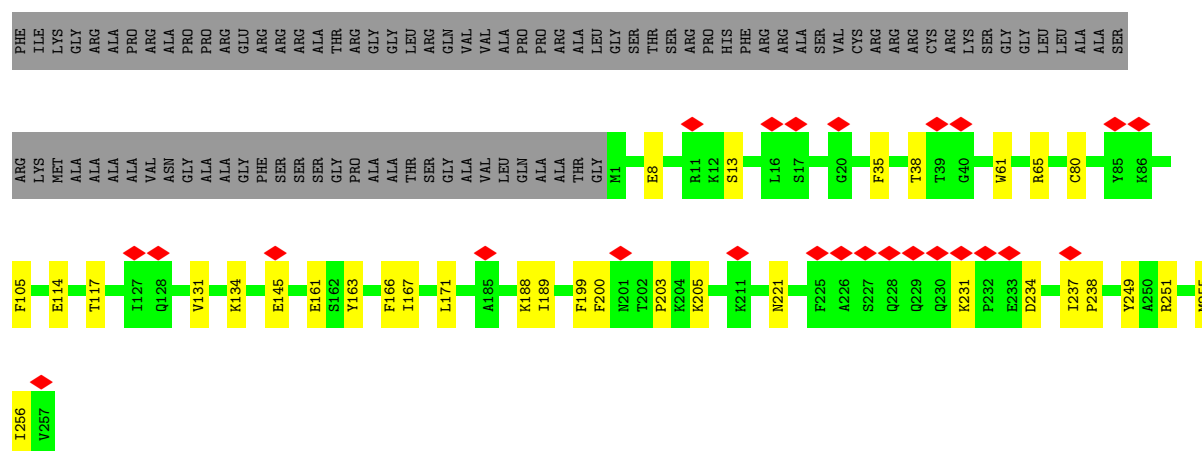 PHE ILE LYS GLY ARG ALA PRO ARG ALA PRO PRO ARG GLU ARG ARG ARG ALA THR ARG GLY GLY LEU ARG GLN VAL VAL ALA PRO PRO ARG ALA LEU GLY SER THR SER ARG PRO HIS PHE ARG ARG ALA SER VAL CYS ARG ARG ARG CYS ARG LYS SER GLY GLY LEU LEU ALA ALA SER
ARG LYS MET ALA ALA ALA ALA VAL ASN GLY ALA ALA GLY PHE SER SER SER GLY PRO ALA ALA THR SER GLY ALA VAL LEU GLN ALA ALA THR GLY M1 E8 R11 K12 S13 L16 S17 G20 F35 T38 T39 G40 W61 R65 C80 Y85 K86
F105 E114 T117 I127 Q128 V131 K134 E145 E161 S162 Y163 F166 I167 L171 A185 K188 I189 F199 F200 N201 T202 P203 K204 K205 K211 N221 F225 A226 S227 Q228 Q229 Q230 K231 P232 E233 D234 I237 P238 Y249 A250 R251
I256 V257